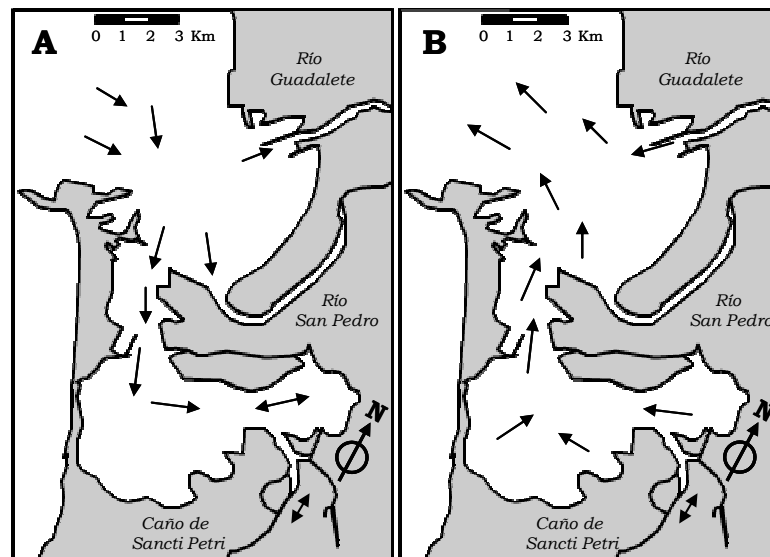 A
0 1 2 3 Km
Río
Guadalete
Río
San Pedro
N
Caño de
Sancti Petri
B
0 1 2 3 Km
Río
Guadalete
Río
San Pedro
N
Caño de
Sancti Petri